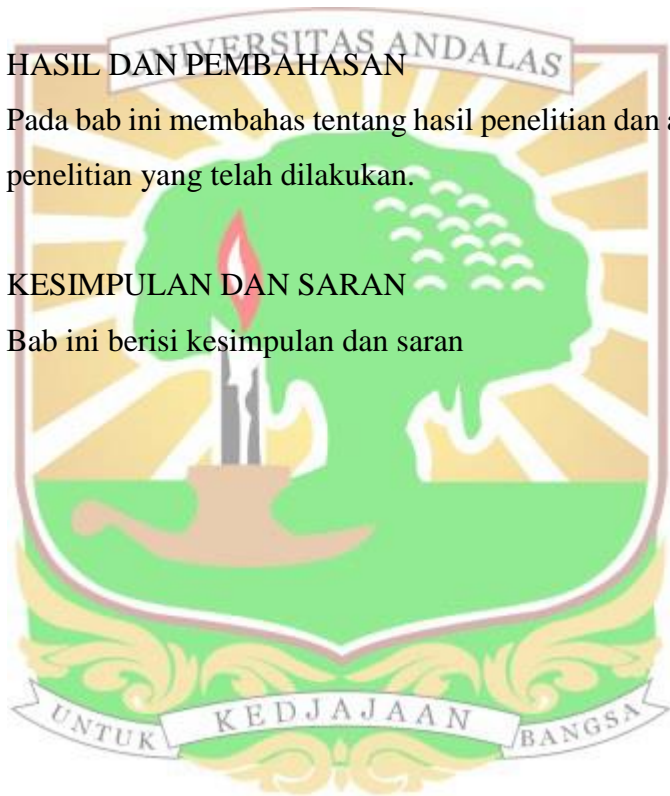 UNIVERSITAS ANDALAS
HASIL DAN PEMBAHASAN
Pada bab ini membahas tentang hasil penelitian dan
penelitian yang telah dilakukan.
KESIMPULAN DAN SARAN
Bab ini berisi kesimpulan dan saran
UNTUK KEDJAJAAN BANGSA